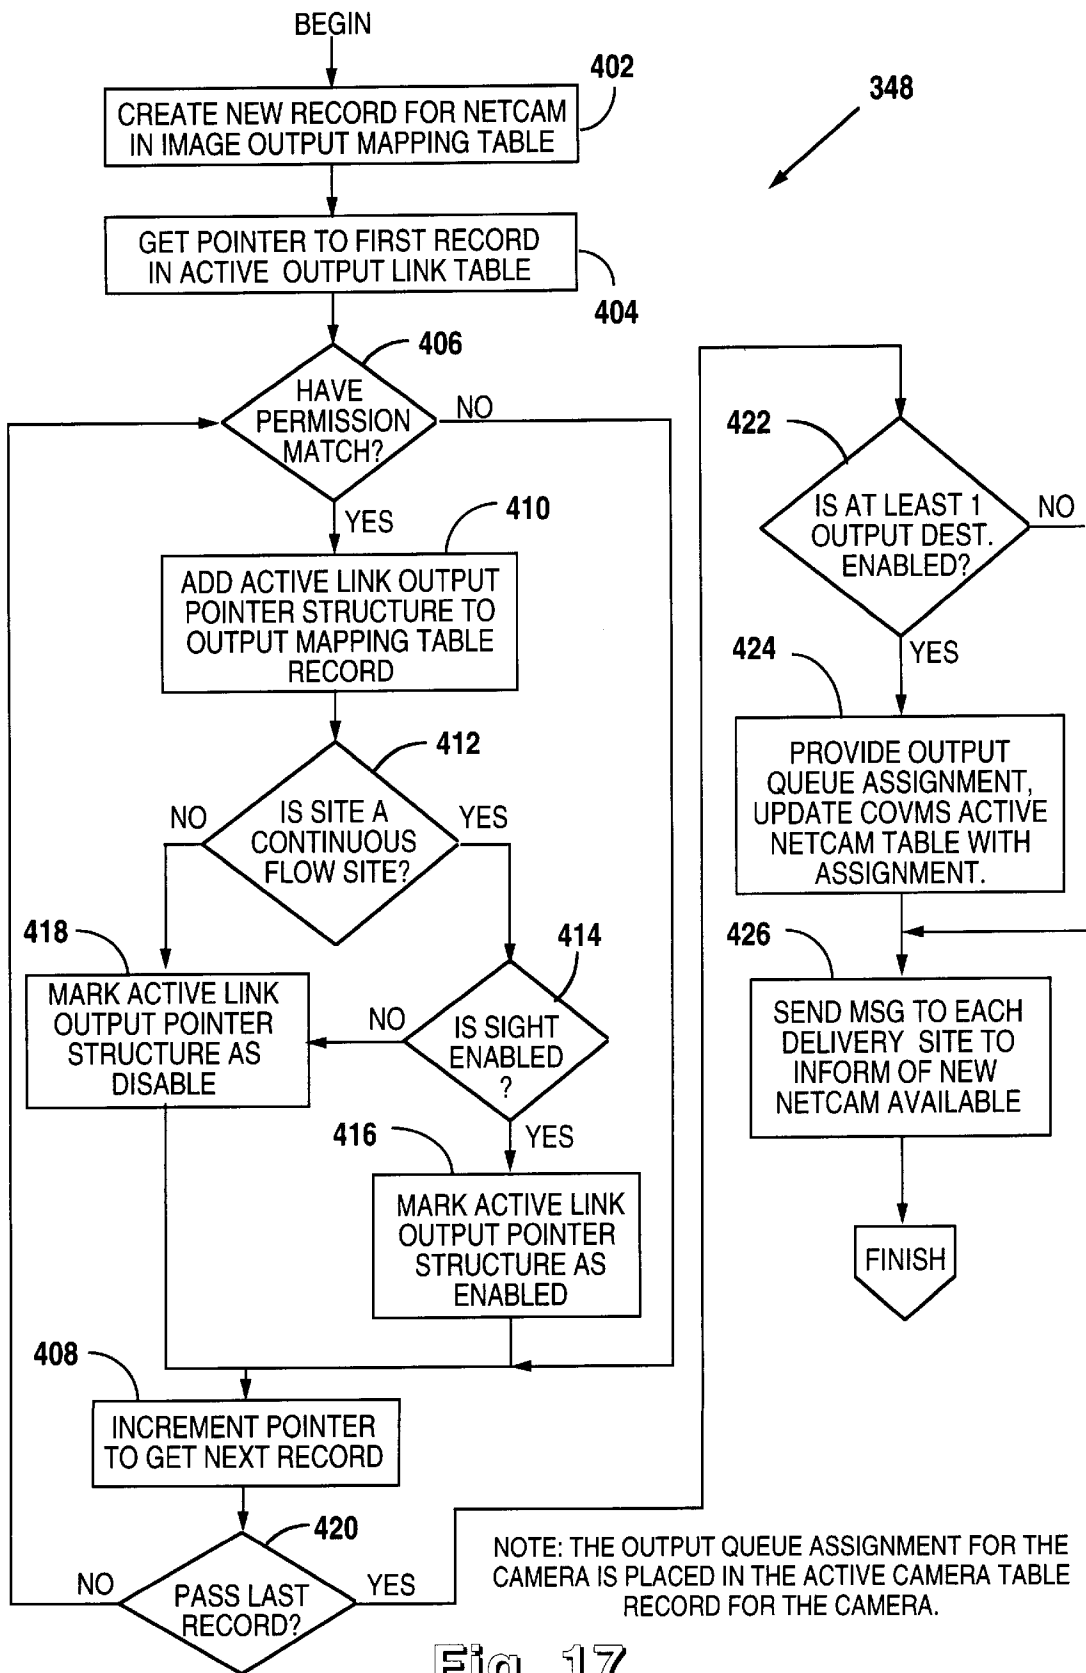 BEGIN
402
CREATE NEW RECORD FOR NETCAM
IN IMAGE OUTPUT MAPPING TABLE
348
GET POINTER TO FIRST RECORD
IN ACTIVE OUTPUT LINK TABLE
404
406
HAVE
PERMISSION
MATCH?
NO
YES
410
ADD ACTIVE LINK OUTPUT
POINTER STRUCTURE TO
OUTPUT MAPPING TABLE
RECORD
412
IS SITE A
CONTINUOUS
FLOW SITE?
NO
YES
418
MARK ACTIVE LINK
OUTPUT POINTER
STRUCTURE AS
DISABLE
414
IS SIGHT
ENABLED
?
NO
YES
416
MARK ACTIVE LINK
OUTPUT POINTER
STRUCTURE AS
ENABLED
408
INCREMENT POINTER
TO GET NEXT RECORD
420
PASS LAST
RECORD?
NO
YES
422
IS AT LEAST 1
OUTPUT DEST.
ENABLED?
NO
YES
424
PROVIDE OUTPUT
QUEUE ASSIGNMENT,
UPDATE COVMS ACTIVE
NETCAM TABLE WITH
ASSIGNMENT.
426
SEND MSG TO EACH
DELIVERY SITE TO
INFORM OF NEW
NETCAM AVAILABLE
FINISH
NOTE: THE OUTPUT QUEUE ASSIGNMENT FOR THE
CAMERA IS PLACED IN THE ACTIVE CAMERA TABLE
RECORD FOR THE CAMERA.
Fig. 17